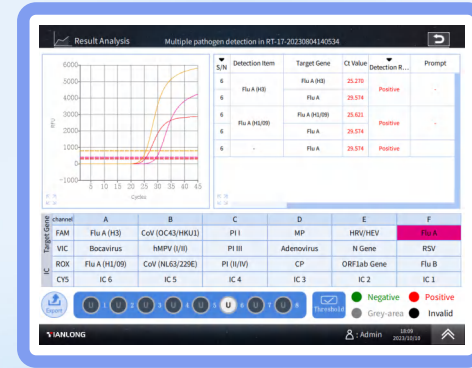 Result Analysis
Multiple pathogen detection in RT-17-20230804140534
S/N Detection Item Target Gene Ct Value Detection R... Prompt
6 Flu A (H3) Flu A (H3) 25.270 Positive -
6 Flu A 29.574
6 Flu A (H1/09) Flu A (H1/09) 25.621 Positive -
6 Flu A 29.574
6 - Flu A 29.574 Positive
RFU
6000
5000
4000
3000
2000
1000
0
-1000
5 10 15 20 25 30 35 40 45
Cycles
Target Gene
IC
channel A B C D E F
FAM Flu A (H3) CoV (OC43/HKU1) PI I MP HRV/HEV Flu A
VIC Bocavirus hMPV (I/II) PI III Adenovirus N Gene RSV
ROX Flu A (H1/09) CoV (NL63/229E) PI (II/IV) CP ORF1ab Gene Flu B
CY5 IC 6 IC 5 IC 4 IC 3 IC 2 IC 1
Export
U 1 U 2 U 3 U 4 U 5 U 6 U 7 U 8
Threshold
Negative Positive
Grey-area Invalid
TIANLONG
: Admin
18:09
2023/10/18